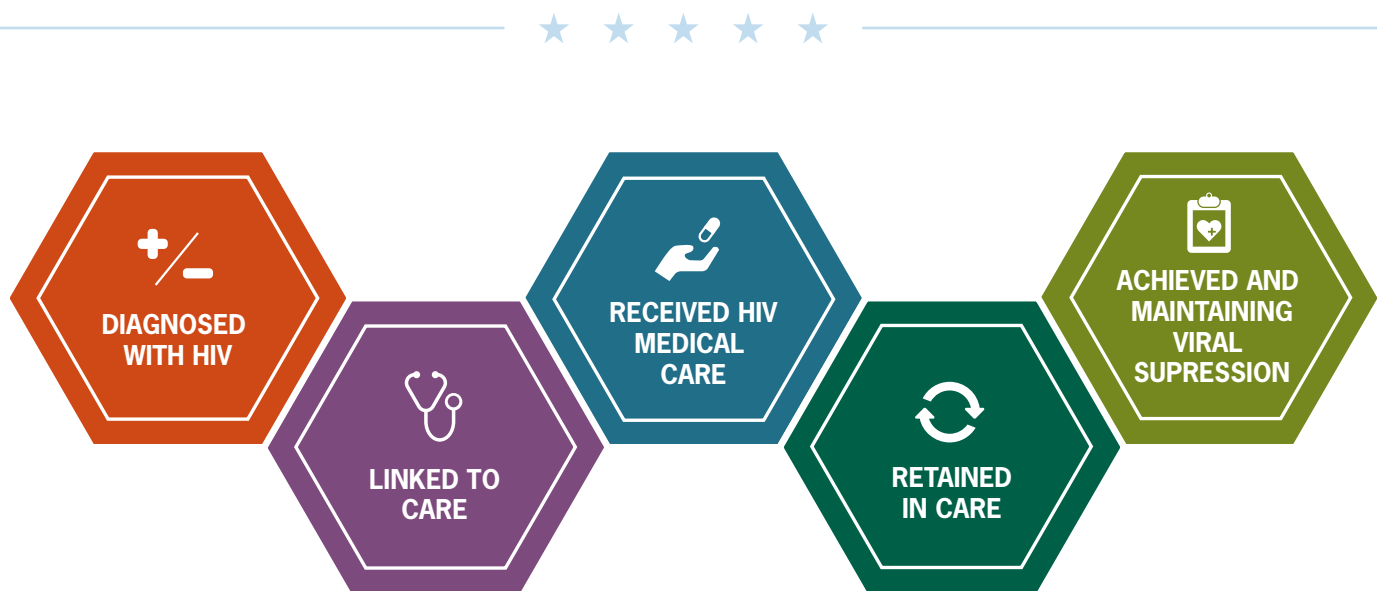 DIAGNOSED
WITH HIV
LINKED TO
CARE
RECEIVED HIV
MEDICAL
CARE
RETAINED
IN CARE
ACHIEVED AND
MAINTAINING
VIRAL
SUPRESSION